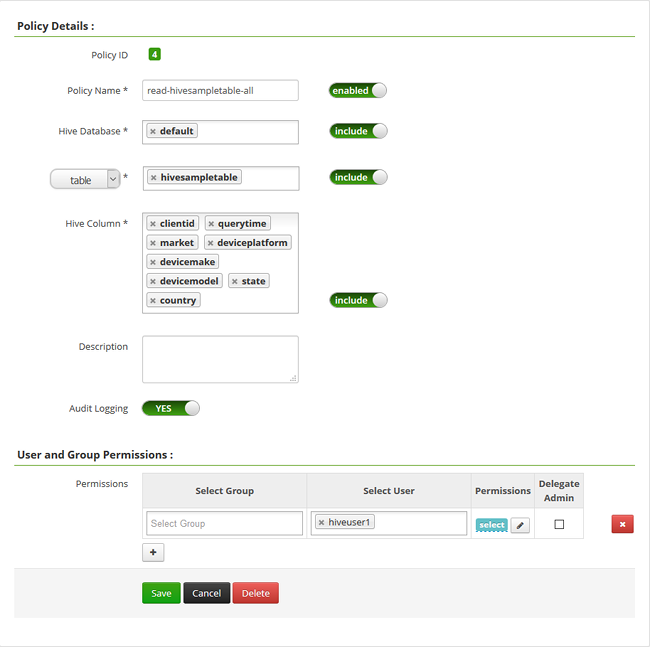 Policy Details :
Policy ID 4
Policy Name * read-hivesampletable-all enabled
Hive Database * × default include
table * × hivesampletable include
Hive Column * × clientid × querytime
× market × deviceplatform
× devicemake
× devicemodel × state
× country include
Description
Audit Logging YES
User and Group Permissions :
Permissions Select Group Select User Permissions Delegate
Admin
Select Group × hiveuser1 select ×
+
Save Cancel Delete